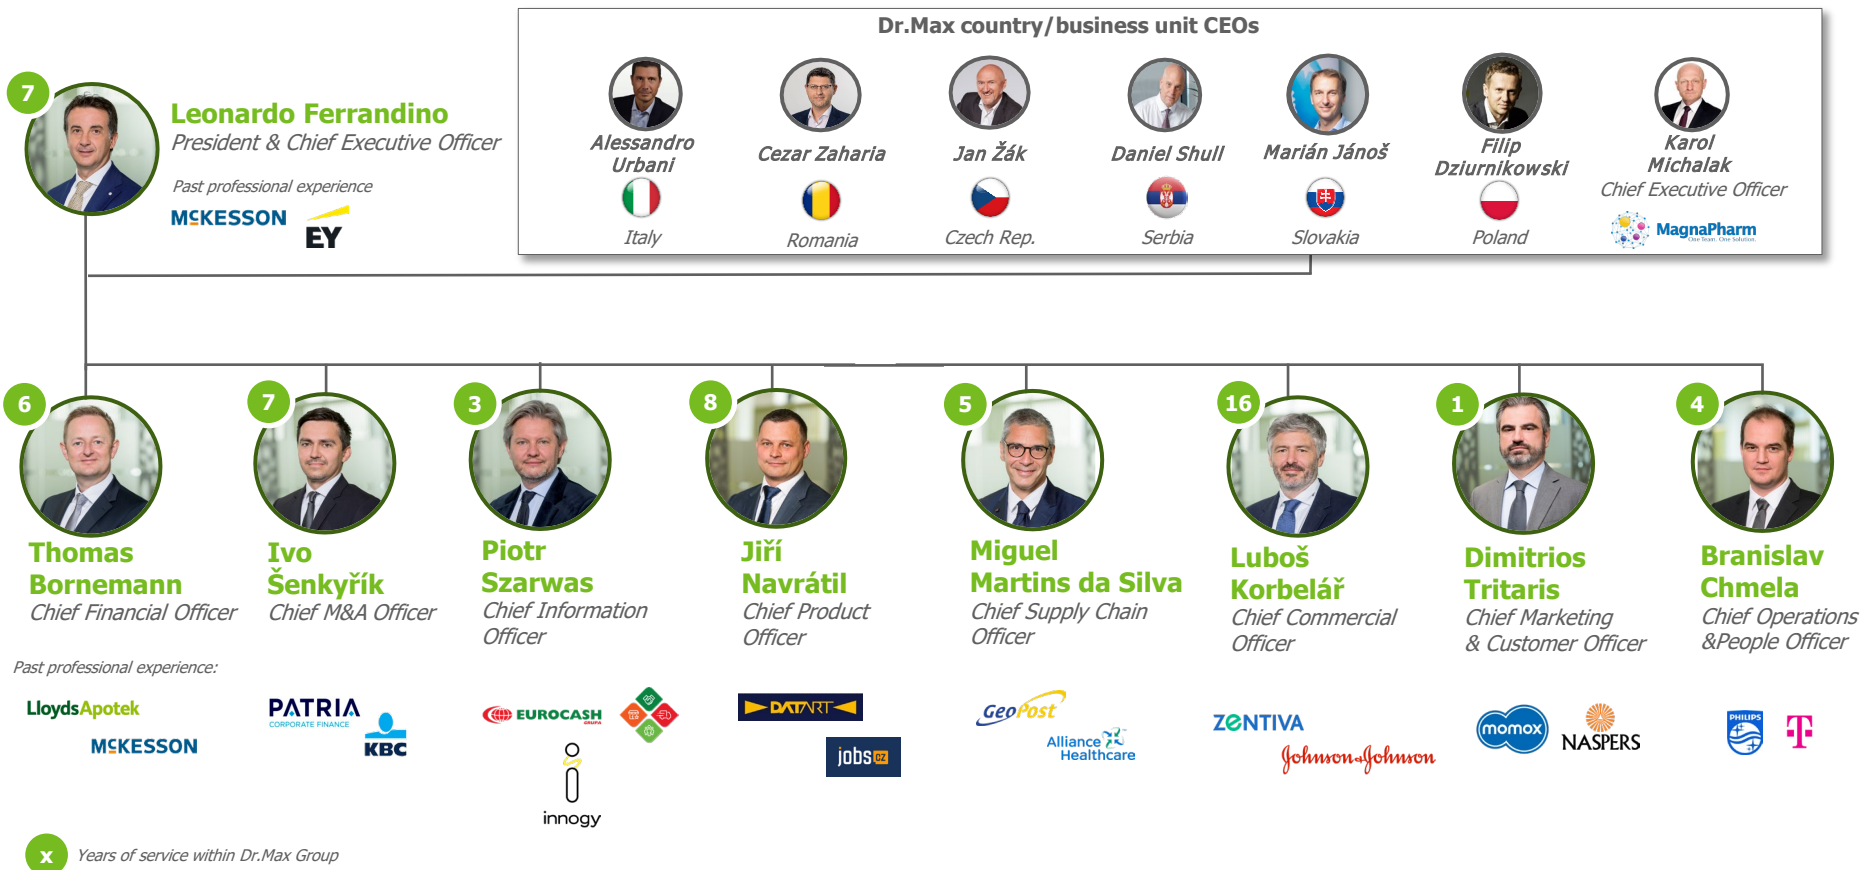 Dr.Max country/business unit CEOs
7
Leonardo Ferrandino
President & Chief Executive Officer
Past professional experience
MCKESSON
EY
Alessandro
Urbani
Italy
Cezar Zaharia
Romania
Jan Žák
Czech Rep.
Daniel Shull
Serbia
Marián Jánoš
Slovakia
Filip
Dziurnikowski
Poland
Karol
Michalak
Chief Executive Officer
MagnaPharm
One Team. One Solution.
6
Thomas
Bornemann
Chief Financial Officer
7
Ivo
Šenkyřík
Chief M&A Officer
3
Piotr
Szarwas
Chief Information
Officer
8
Jiří
Navrátil
Chief Product
Officer
5
Miguel
Martins da Silva
Chief Supply Chain
Officer
16
Luboš
Korbelář
Chief Commercial
Officer
1
Dimitrios
Tritaris
Chief Marketing
& Customer Officer
4
Branislav
Chmela
Chief Operations
&People Officer
Past professional experience:
LloydsApotek
MCKESSON
PATRIA
CORPORATE FINANCE
KBC
EUROCASH
GRUPA
innogy
DATART
jobs cz
GeoPost
Alliance
Healthcare
ZENTIVA
Johnson&Johnson
momox
NASPERS
PHILIPS
T
x
Years of service within Dr.Max Group